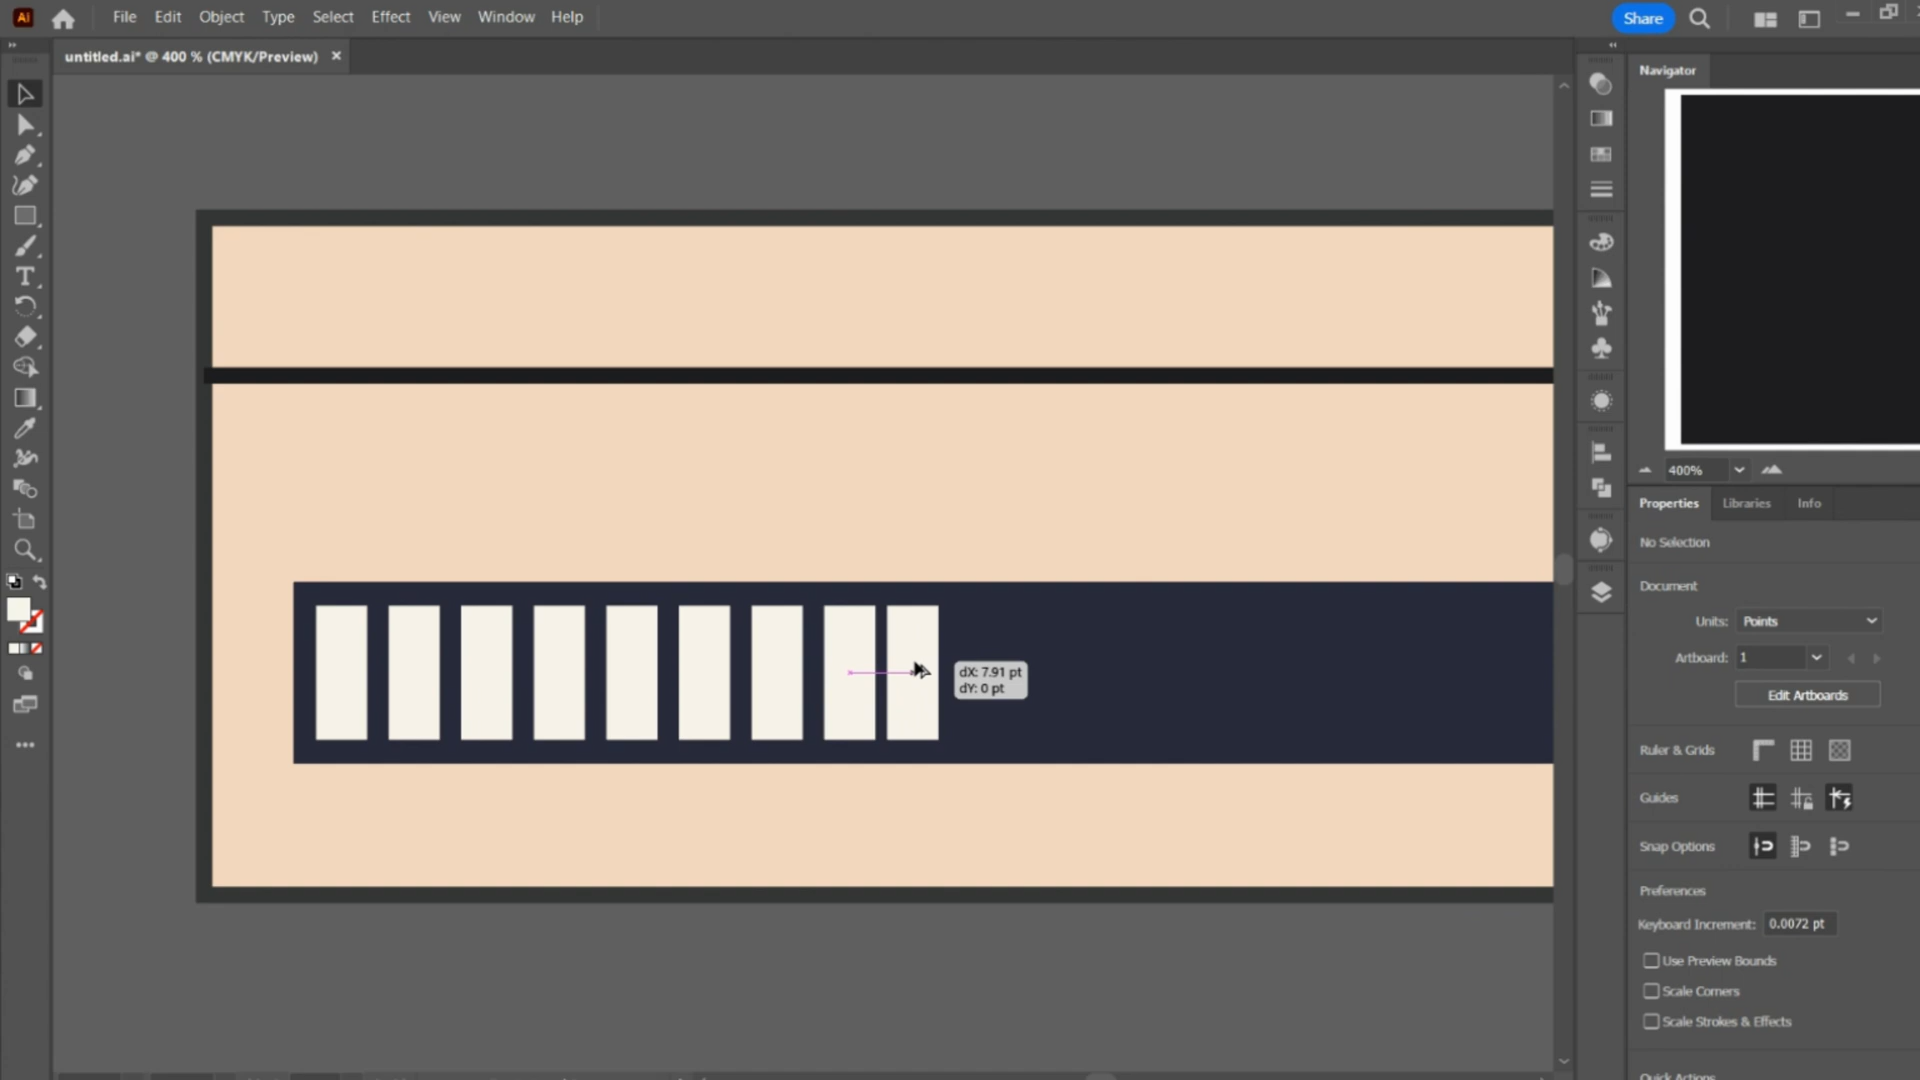 Ai
File Edit Object Type Select Effect View Window Help
Share
untitled.ai* @ 400 % (CMYK/Preview) ×
Navigator
400%
Properties Libraries Info
No Selection
Document
Units: Points
Artboard: 1
Edit Artboards
Ruler & Grids
Guides
Snap Options
Preferences
Keyboard Increment: 0.0072 pt
Use Preview Bounds
Scale Corners
Scale Strokes & Effects
Quick Actions
dX: 7.91 pt
dY: 0 pt